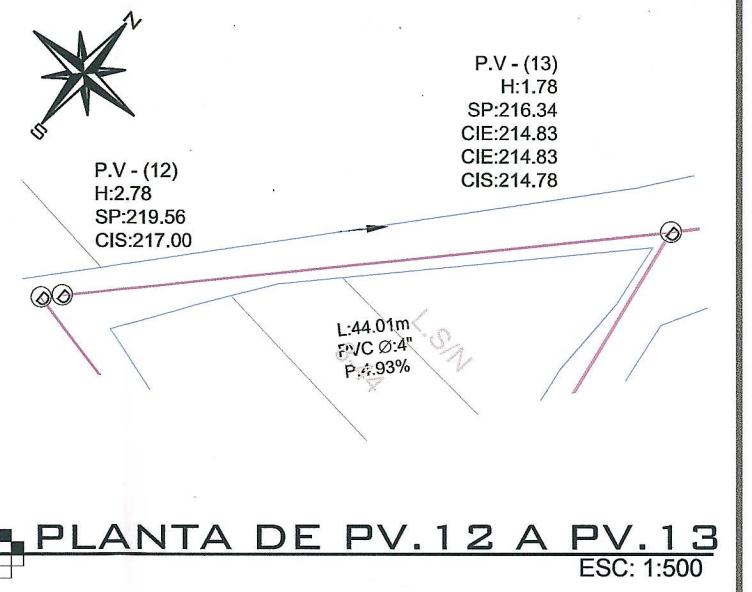 N
S
P.V - (12)
H:2.78
SP:219.56
CIS:217.00
P.V - (13)
H:1.78
SP:216.34
CIE:214.83
CIE:214.83
CIS:214.78
D
D
D
L:44.01m
PVC Ø:4"
P:4.93%
L.S/N
PLANTA DE PV.12 A PV.13
ESC: 1:500